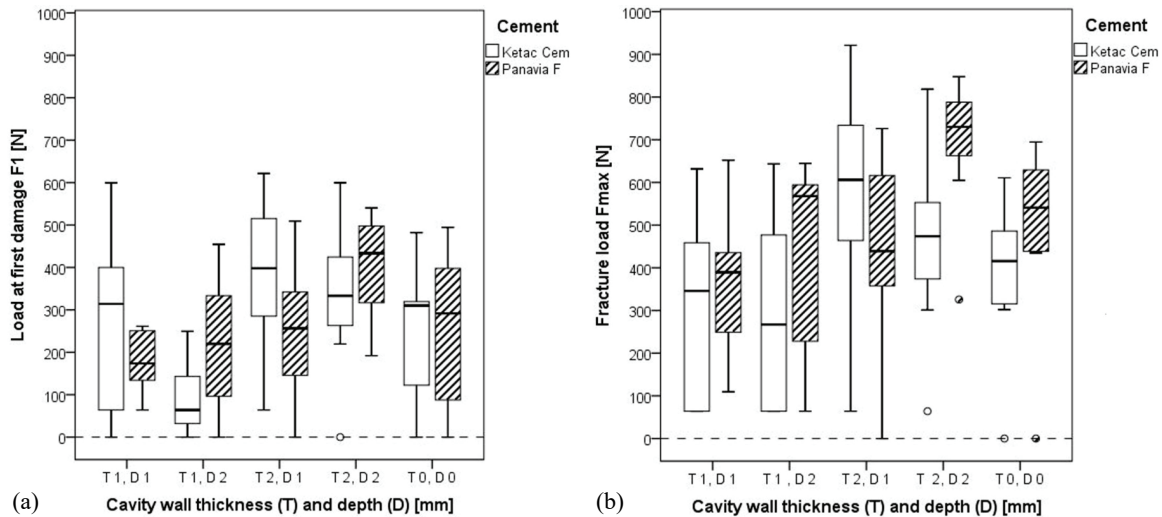 Load at first damage F1 [N]
1000
900
800
700
600
500
400
300
200
100
0
Cement
Ketac Cem
Panavia F
T1, D1
T1, D2
T2, D1
T2, D2
T0, D0
(a)
Cavity wall thickness (T) and depth (D) [mm]
Fracture load Fmax [N]
1000
900
800
700
600
500
400
300
200
100
0
Cement
Ketac Cem
Panavia F
T1, D1
T1, D2
T2, D1
T2, D2
T0, D0
(b)
Cavity wall thickness (T) and depth (D) [mm]